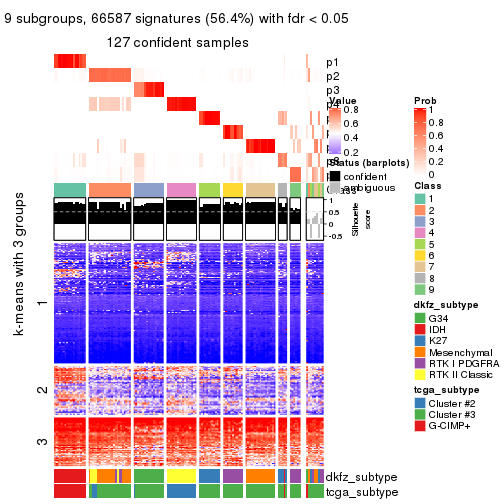 9 subgroups, 66587 signatures (56.4%) with fdr < 0.05
127 confident samples
p1
p2
p3
p4
Value
0.8
0.6
0.4
0.2
Status (barplots)
confident
ambiguous
1
0.5
0
-0.5
Silhouette
score
Prob
1
0.8
0.6
0.4
0.2
0
Class
1
2
3
4
5
6
7
8
9
dkfz_subtype
G34
IDH
K27
Mesenchymal
RTK I PDGFRA
RTK II Classic
tcga_subtype
Cluster #2
Cluster #3
G-CIMP+
k-means with 3 groups
1
2
3
dkfz_subtype
tcga_subtype